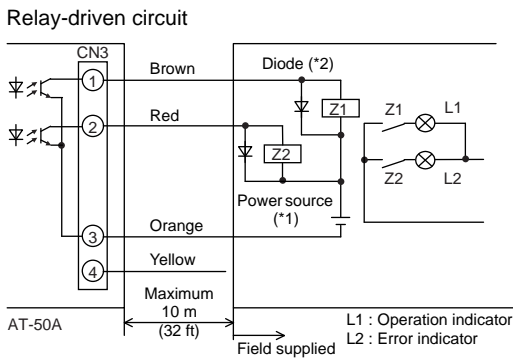 Relay-driven circuit
CN3
1
Brown
Diode (*2)
Z1
Z1
L1
2
Red
Z2
Z2
L2
Power source
(*1)
3
Orange
4
Yellow
Maximum
10 m
(32 ft)
AT-50A
Field supplied
L1 : Operation indicator
L2 : Error indicator